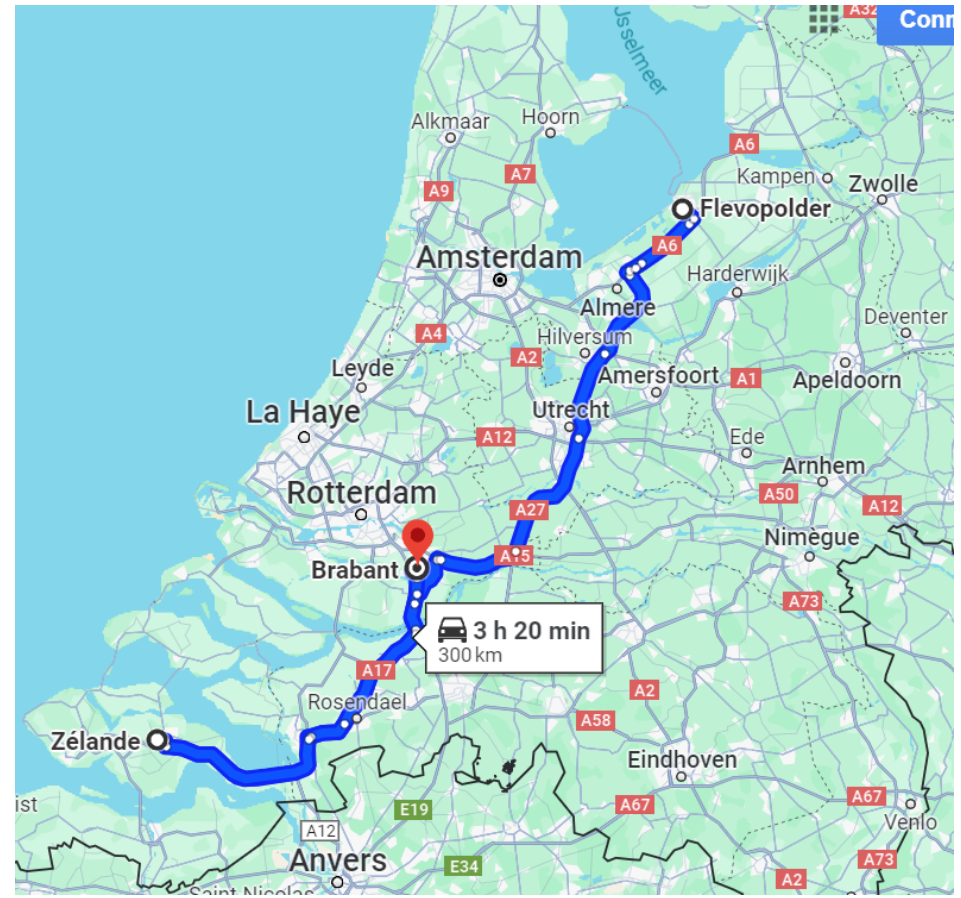 A32
Conn
IJsselmeer
Alkmaar
Hoorn
A6
A7
Kampen
Zwolle
A9
Flevopolder
A6
Amsterdam
Harderwijk
Almere
Deventer
A4
Hilversum
A2
Leyde
Amersfoort
A1
Apeldoorn
La Haye
Utrecht
A12
Ede
Arnhem
Rotterdam
A50
A12
A27
Nimègue
A15
Brabant
A73
3 h 20 min
300 km
A17
A2
Rosendael
A58
Zélande
Eindhoven
ist
E19
A67
A67
Venlo
A12
Anvers
E34
A73
A2
Saint Nicolas